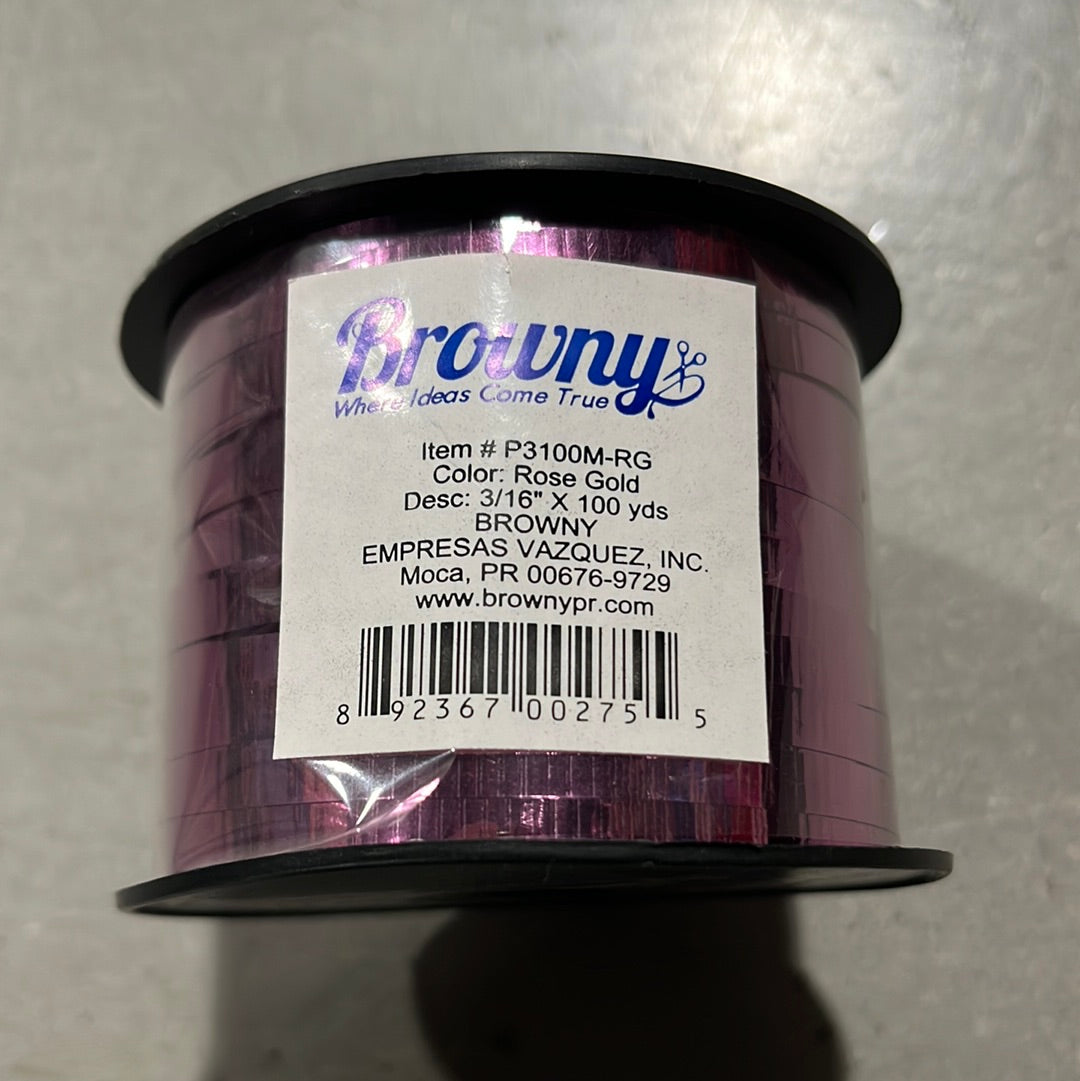 Browny
Where Ideas Come True
Item # P3100M-RG
Color: Rose Gold
Desc: 3/16" X 100 yds
BROWNY
EMPRESAS VAZQUEZ, INC.
Moca, PR 00676-9729
www.brownypr.com
8 92367 00275 5